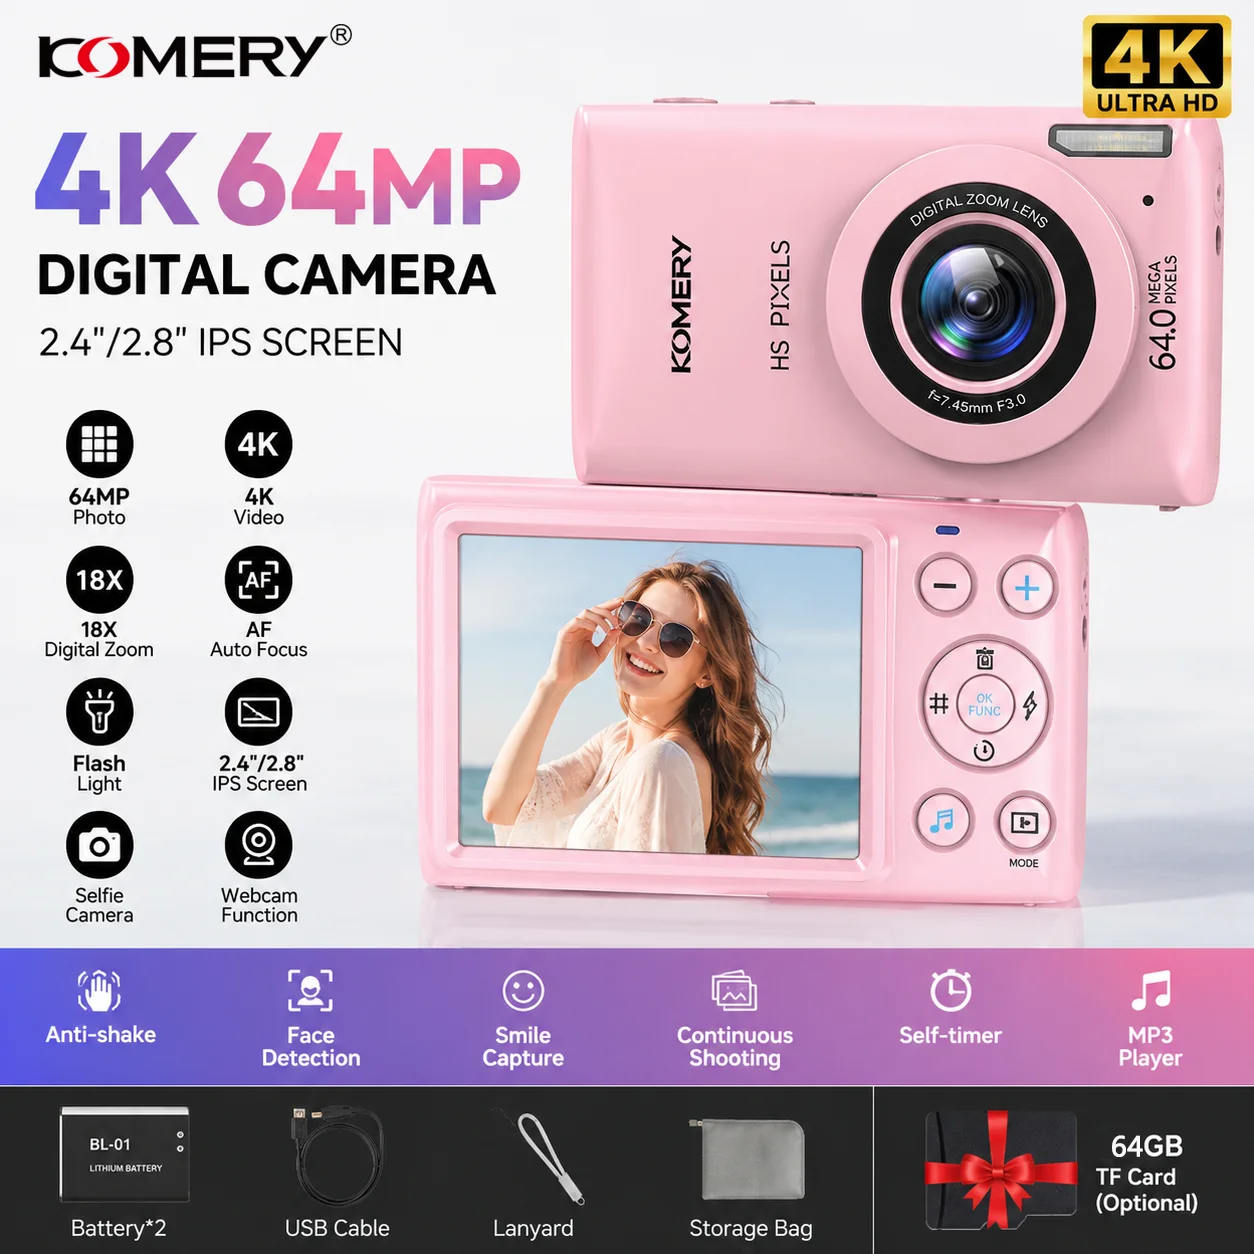 KOMERY®
4K ULTRA HD
4K 64MP
DIGITAL CAMERA
2.4"/2.8" IPS SCREEN
KOMERY
HS PIXELS
DIGITAL ZOOM LENS
f=7.45mm F3.0
64.0 MEGA PIXELS
64MP
Photo
4K
4K
Video
18X
18X
Digital Zoom
AF
AF
Auto Focus
Flash
Light
2.4"/2.8"
IPS Screen
Selfie
Camera
Webcam
Function
OK
FUNC
MODE
Anti-shake
Face
Detection
Smile
Capture
Continuous
Shooting
Self-timer
MP3
Player
BL-01
LITHIUM BATTERY
Battery*2
USB Cable
Lanyard
Storage Bag
64GB
TF Card
(Optional)